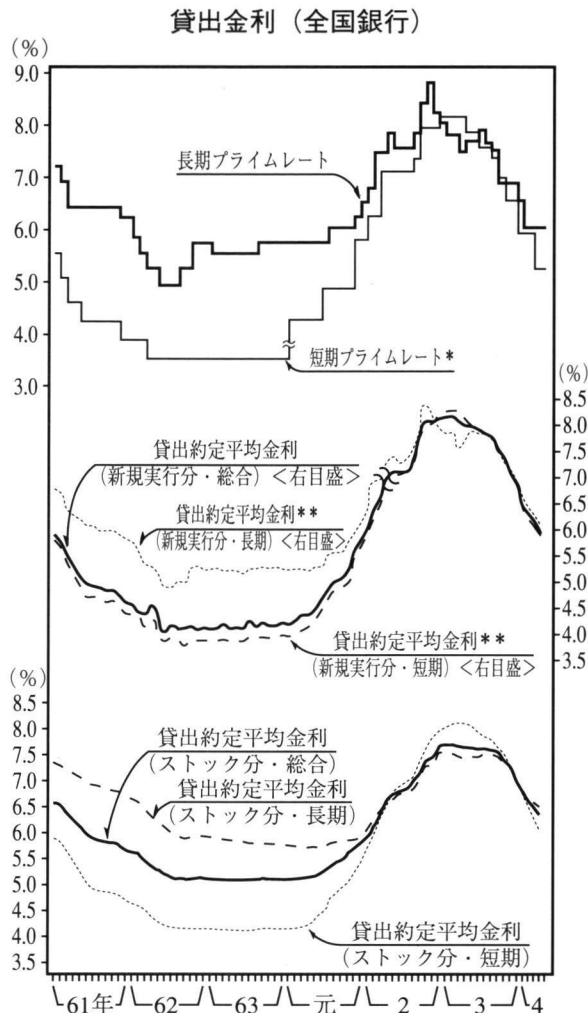 貸出金利（全国銀行）
（％）
9.0
8.0
7.0
6.0
5.0
4.0
3.0
長期プライムレート
短期プライムレート*
（％）
8.5
8.0
7.5
7.0
6.5
6.0
5.5
5.0
4.5
4.0
3.5
貸出約定平均金利
（新規実行分・総合）＜右目盛＞
貸出約定平均金利**
（新規実行分・長期）＜右目盛＞
貸出約定平均金利**
（新規実行分・短期）＜右目盛＞
（％）
8.5
8.0
7.5
7.0
6.5
6.0
5.5
5.0
4.5
4.0
3.5
貸出約定平均金利
（ストック分・総合）
貸出約定平均金利
（ストック分・長期）
貸出約定平均金利
（ストック分・短期）
61年 62 63 元 2 3 4